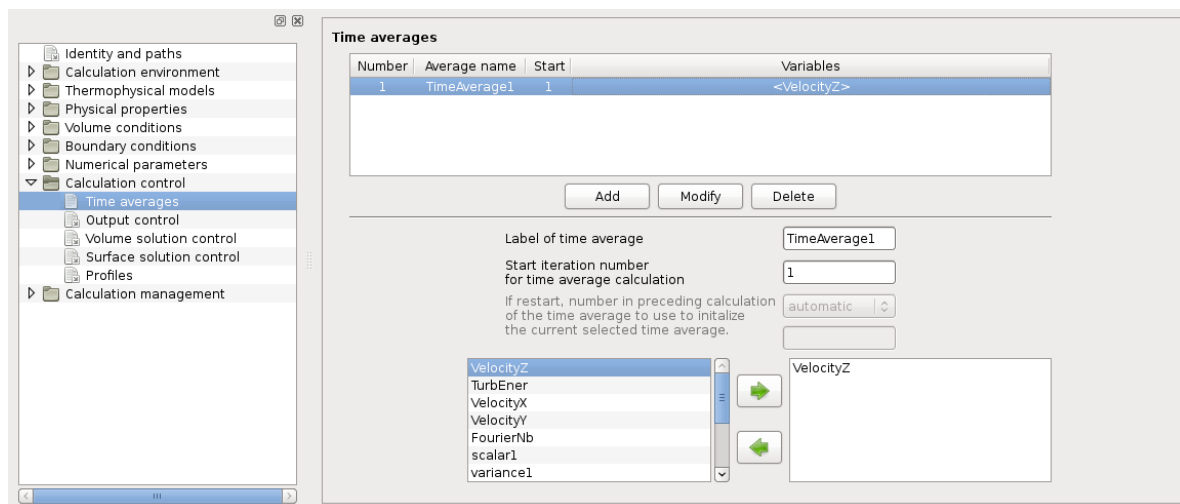 Identity and paths
Calculation environment
Thermophysical models
Physical properties
Volume conditions
Boundary conditions
Numerical parameters
Calculation control
Time averages
Output control
Volume solution control
Surface solution control
Profiles
Calculation management
Time averages
Number Average name Start Variables
1 TimeAverage1 1 <VelocityZ>
Add Modify Delete
Label of time average TimeAverage1
Start iteration number
for time average calculation 1
If restart, number in preceding calculation
of the time average to use to initalize automatic
the current selected time average.
VelocityZ
TurbEner
VelocityX
VelocityY
FourierNb
scalar1
variance1
VelocityZ